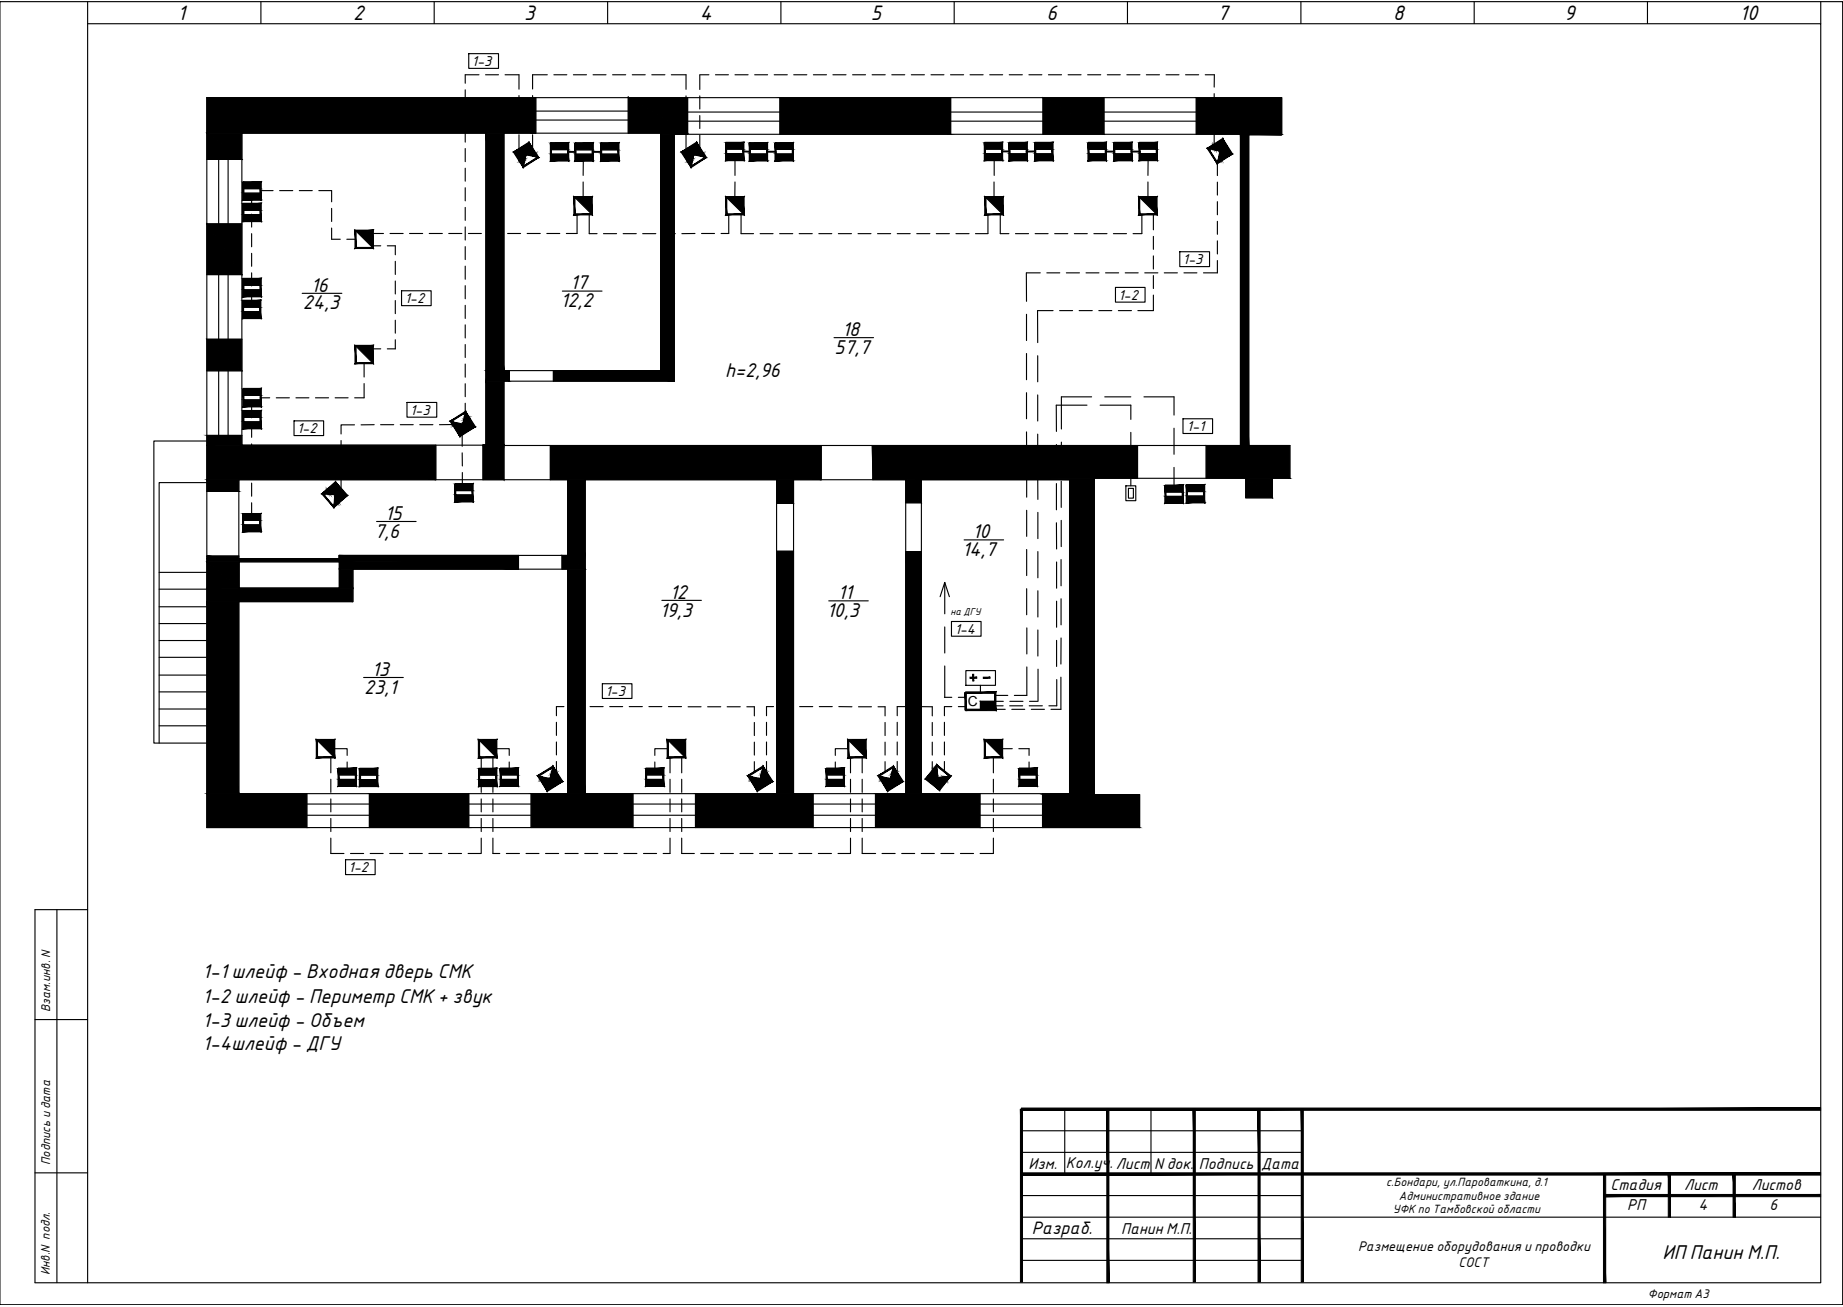 1 2 3 4 5 6 7 8 9 10
1-3
1-3
1-2
16
24,3
1-2
17
12,2
18
57,7
h=2,96
1-3
1-2
1-1
15
7,6
10
14,7
12
19,3
11
10,3
на ДГУ
1-4
+ -
С
13
23,1
1-3
1-2
1-1 шлейф - Входная дверь СМК
1-2 шлейф - Периметр СМК + звук
1-3 шлейф - Объем
1-4шлейф - ДГУ
Взам.инв. N
Подпись и дата
Инв.N подл.
Изм. Кол.уч. Лист N док. Подпись Дата
с.Бондари, ул.Пароваткина, д.1
Административное здание
УФК по Тамбовской области
Стадия Лист Листов
РП 4 6
Разраб. Панин М.П.
Размещение оборудования и проводки
СОСТ
ИП Панин М.П.
Формат А3